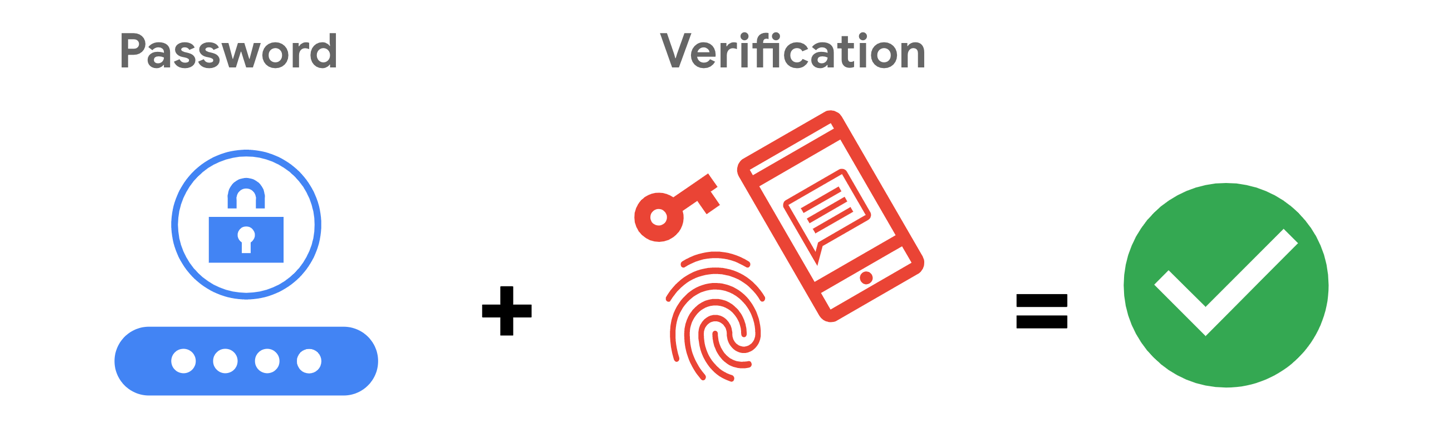 Password
Verification
+
=